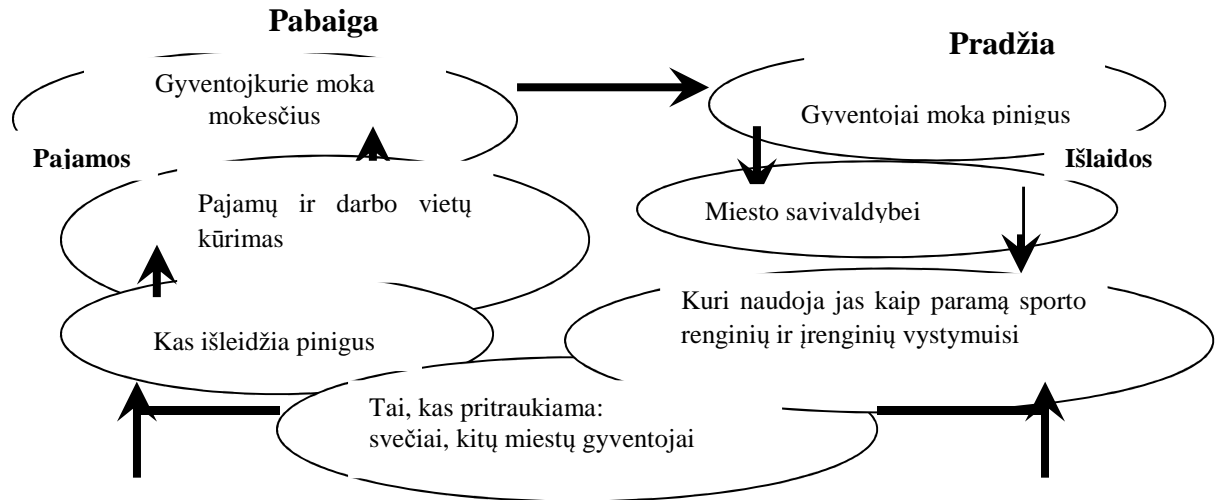 Pabaiga
Pradžia
Gyventojkurie moka
mokesčius
Gyventojai moka pinigus
Pajamos
Išlaidos
Pajamų ir darbo vietų
kūrimas
Miesto savivaldybei
Kuri naudoja jas kaip paramą sporto
renginių ir įrenginių vystymuisi
Kas išleidžia pinigus
Tai, kas pritraukiama:
svečiai, kitų miestų gyventojai